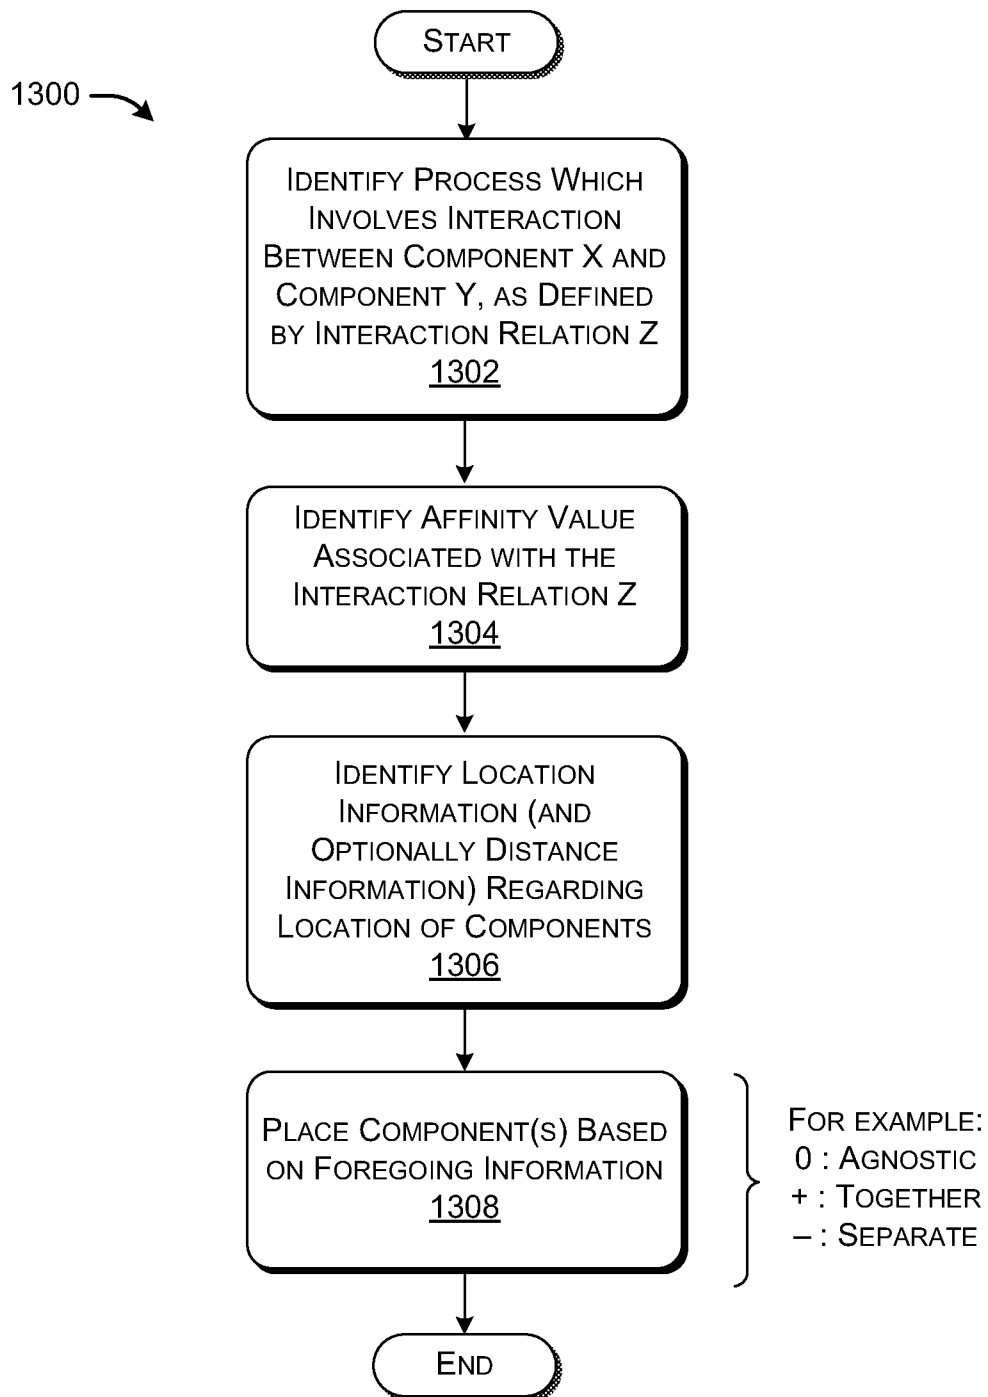 START
1300
IDENTIFY PROCESS WHICH
INVOLVES INTERACTION
BETWEEN COMPONENT X AND
COMPONENT Y, AS DEFINED
BY INTERACTION RELATION Z
1302
IDENTIFY AFFINITY VALUE
ASSOCIATED WITH THE
INTERACTION RELATION Z
1304
IDENTIFY LOCATION
INFORMATION (AND
OPTIONALLY DISTANCE
INFORMATION) REGARDING
LOCATION OF COMPONENTS
1306
PLACE COMPONENT(S) BASED
ON FOREGOING INFORMATION
1308
FOR EXAMPLE:
0 : AGNOSTIC
+ : TOGETHER
– : SEPARATE
END